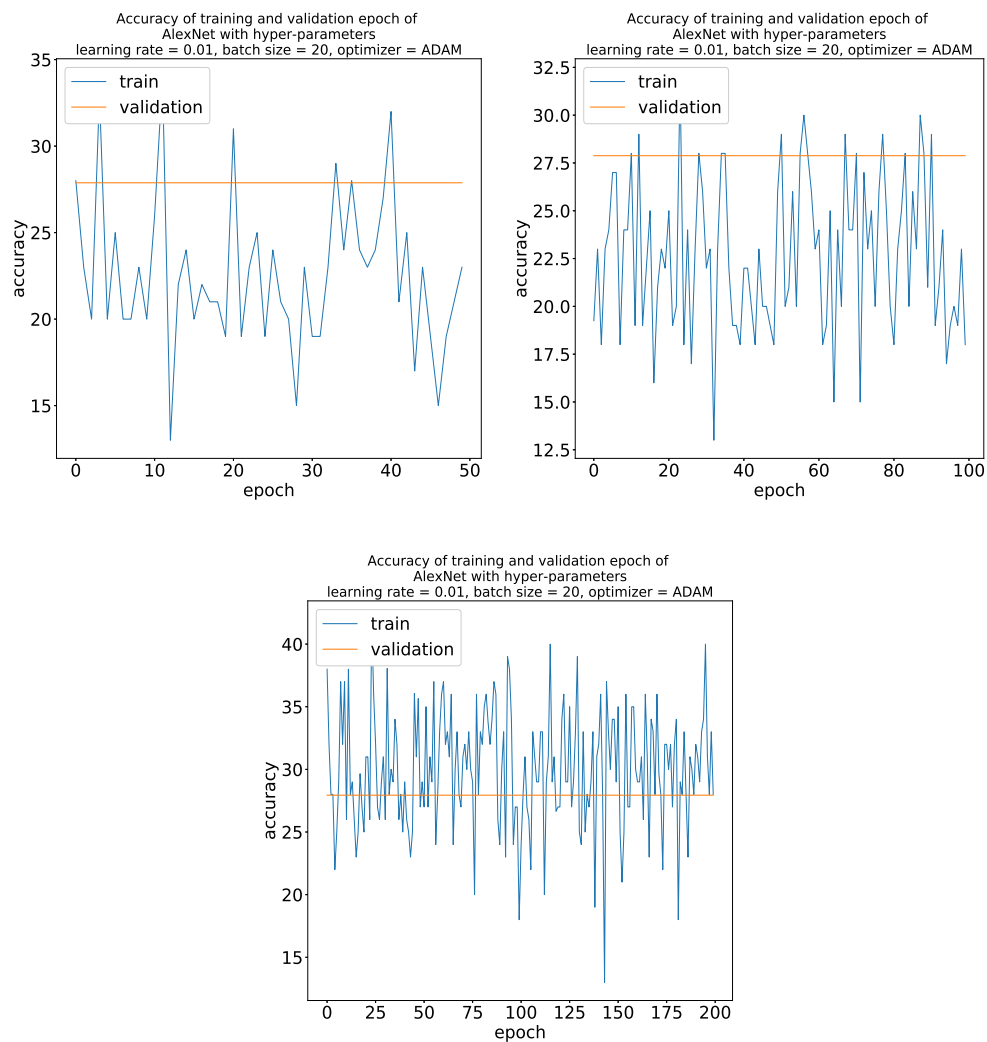 Accuracy of training and validation epoch of
AlexNet with hyper-parameters
learning rate = 0.01, batch size = 20, optimizer = ADAM
train
validation
35
30
25
20
15
accuracy
0 10 20 30 40 50
epoch
Accuracy of training and validation epoch of
AlexNet with hyper-parameters
learning rate = 0.01, batch size = 20, optimizer = ADAM
train
validation
32.5
30.0
27.5
25.0
22.5
20.0
17.5
15.0
12.5
accuracy
0 20 40 60 80 100
epoch
Accuracy of training and validation epoch of
AlexNet with hyper-parameters
learning rate = 0.01, batch size = 20, optimizer = ADAM
train
validation
40
35
30
25
20
15
accuracy
0 25 50 75 100 125 150 175 200
epoch